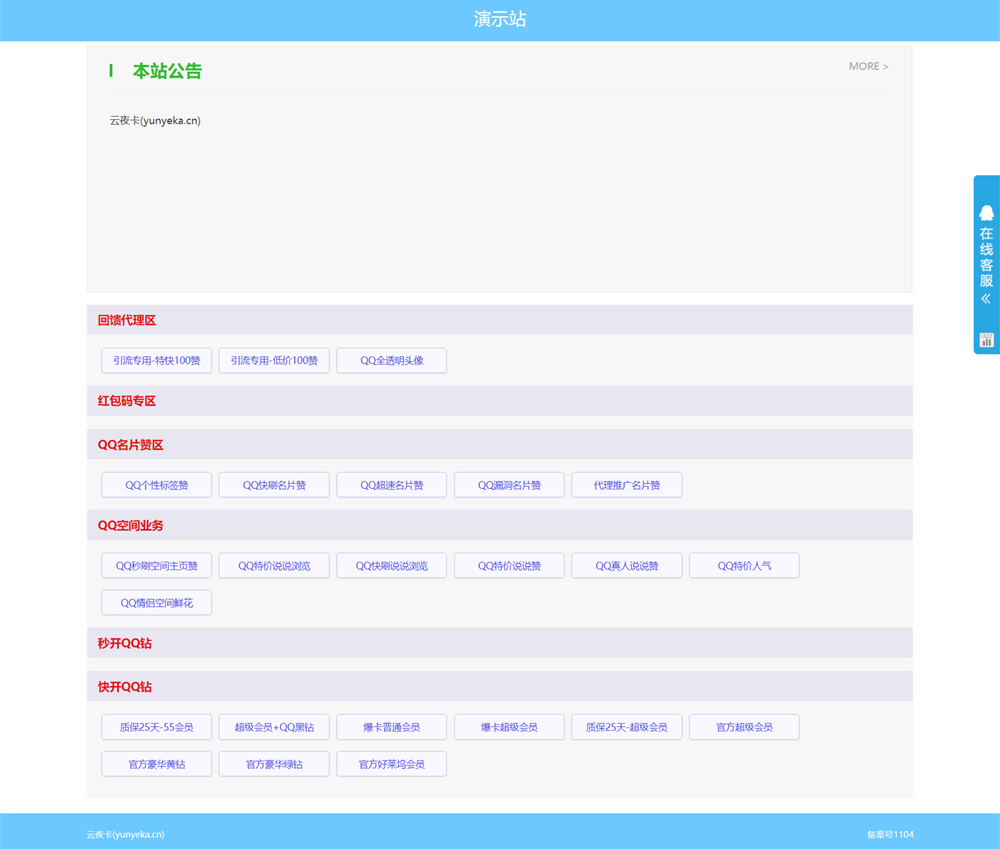 演示站
本站公告
MORE >
云夜卡(yunyeka.cn)
在线客服
回馈代理区
引流专用-特快100赞 引流专用-低价100赞 QQ全透明头像
红包码专区
QQ名片赞区
QQ个性标签赞 QQ快刷名片赞 QQ超速名片赞 QQ漏洞名片赞 代理推广名片赞
QQ空间业务
QQ秒刷空间主页赞 QQ特价说说浏览 QQ快刷说说浏览 QQ特价说说赞 QQ真人说说赞 QQ特价人气
QQ情侣空间鲜花
秒开QQ钻
快开QQ钻
质保25天-55会员 超级会员+QQ黑钻 爆卡普通会员 爆卡超级会员 质保25天-超级会员 官方超级会员
官方豪华黄钻 官方豪华绿钻 官方好莱坞会员
云夜卡(yunyeka.cn) 备案号1104